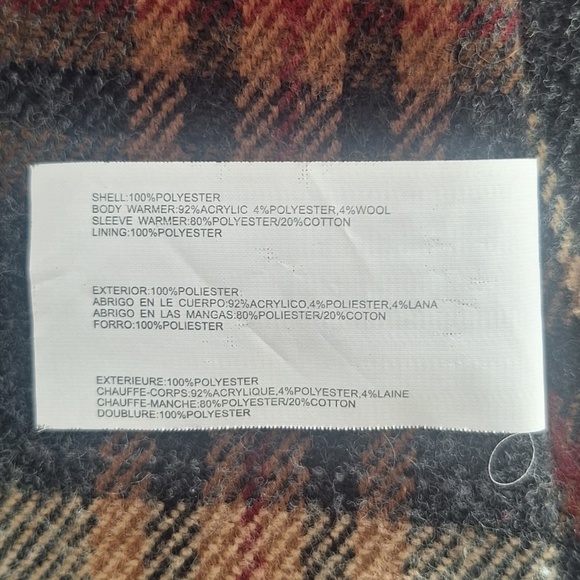 SHELL:100%POLYESTER
BODY WARMER:92%ACRYLIC 4%POLYESTER,4%WOOL
SLEEVE WARMER:80%POLYESTER/20%COTTON
LINING:100%POLYESTER
EXTERIOR:100%POLIESTER:
ABRIGO EN LE CUERPO:92%ACRYLICO,4%POLIESTER,4%LANA
ABRIGO EN LAS MANGAS:80%POLIESTER/20%COTON
FORRO:100%POLIESTER
EXTERIEURE:100%POLYESTER
CHAUFFE-CORPS:92%ACRYLIQUE,4%POLYESTER,4%LAINE
CHAUFFE-MANCHE:80%POLYESTER/20%COTTON
DOUBLURE:100%POLYESTER